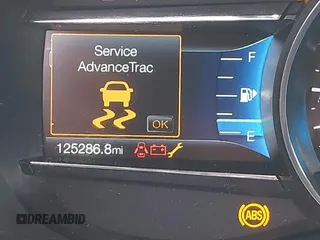 Service
AdvanceTrac
F
OK
E
125286.8mi
ABS
DREAMBID